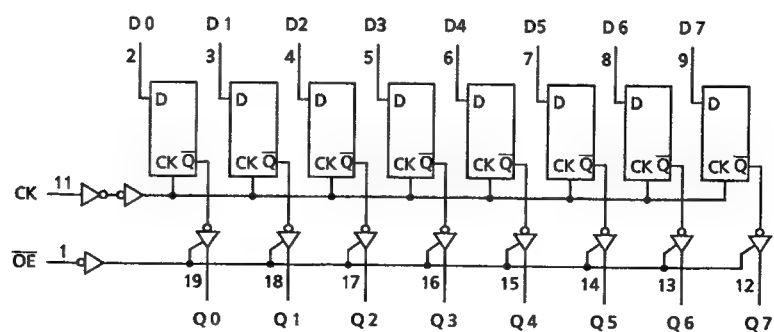 D0 D1 D2 D3 D4 D5 D6 D7
2 3 4 5 6 7 8 9
D D D D D D D D
CK Q̅ CK Q̅ CK Q̅ CK Q̅ CK Q̅ CK Q̅ CK Q̅ CK Q̅
CK 11
O̅E̅ 1
19 18 17 16 15 14 13 12
Q0 Q1 Q2 Q3 Q4 Q5 Q6 Q7